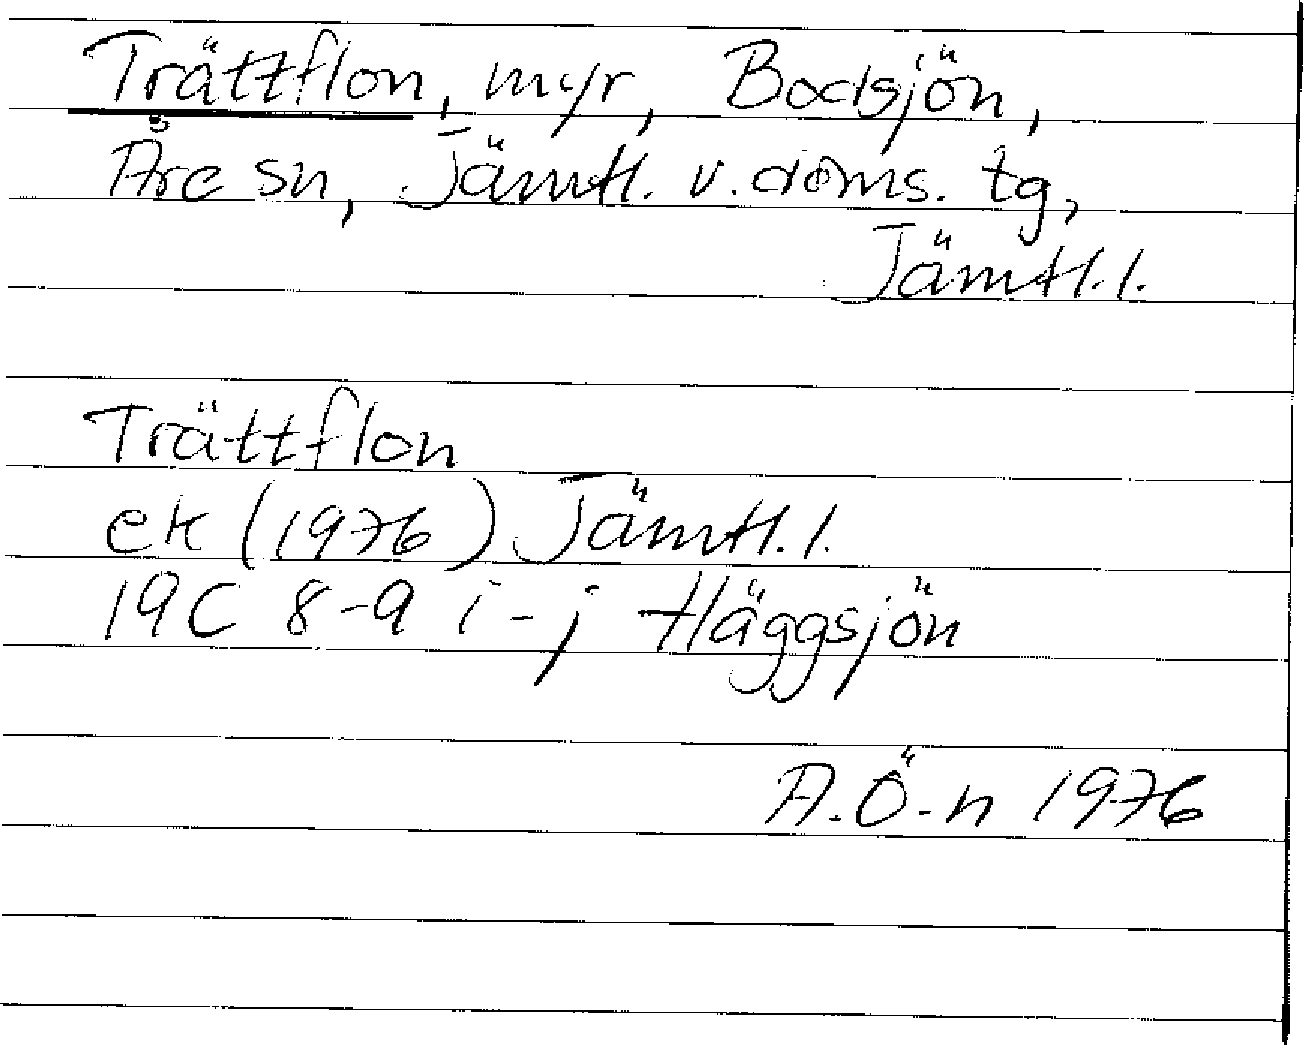 Trättflon, myr, Bodsjön,
Åre sn, Jämtl. v. doms. tg,
Jämtl.l.
Trättflon
ek (1976) Jämtl.l.
19C 8-9 i-j Häggsjön
A.Ö-n 1976